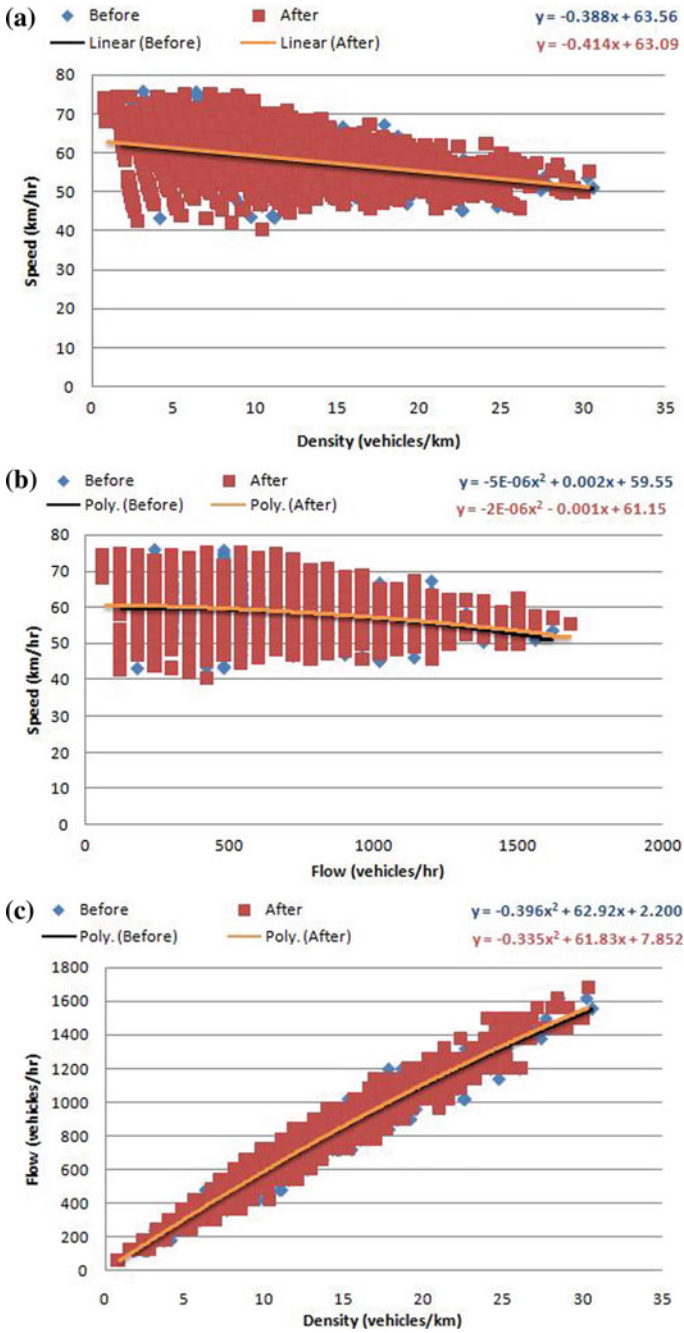 (a)
Before After
Linear (Before) Linear (After)
y = -0.388x + 63.56
y = -0.414x + 63.09
80
70
60
50
40
30
20
10
0
Speed (km/hr)
0 5 10 15 20 25 30 35
Density (vehicles/km)
(b)
Before After
Poly. (Before) Poly. (After)
y = -5E-06x² + 0.002x + 59.55
y = -2E-06x² - 0.001x + 61.15
80
70
60
50
40
30
20
10
0
Speed (km/hr)
0 500 1000 1500 2000
Flow (vehicles/hr)
(c)
Before After
Poly. (Before) Poly. (After)
y = -0.396x² + 62.92x + 2.200
y = -0.335x² + 61.83x + 7.852
1800
1600
1400
1200
1000
800
600
400
200
0
Flow (vehicles/hr)
0 5 10 15 20 25 30 35
Density (vehicles/km)